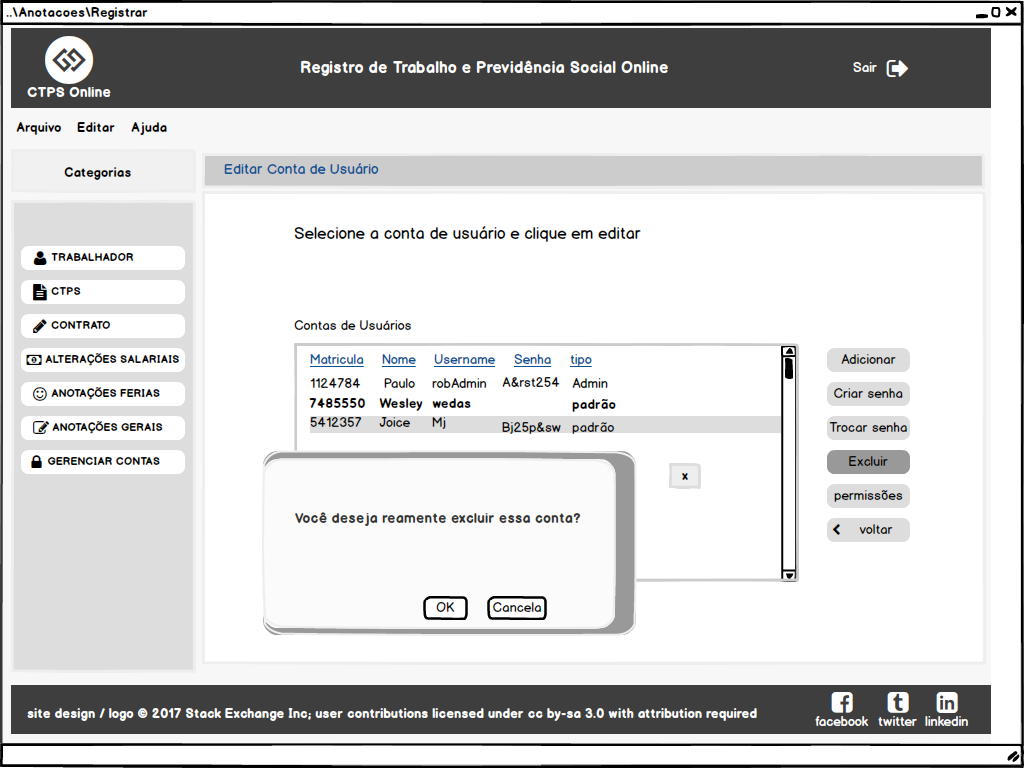 ..\Anotacoes\Registrar
CTPS Online
Registro de Trabalho e Previdência Social Online
Sair
Arquivo Editar Ajuda
Categorias
TRABALHADOR
CTPS
CONTRATO
ALTERAÇÕES SALARIAIS
ANOTAÇÕES FERIAS
ANOTAÇÕES GERAIS
GERENCIAR CONTAS
Editar Conta de Usuário
Selecione a conta de usuário e clique em editar
Contas de Usuários
Matricula Nome Username Senha tipo
1124784 Paulo robAdmin A&rst254 Admin
7485550 Wesley wedas padrão
5412357 Joice Mj Bj25p&sw padrão
x
Você deseja reamente excluir essa conta?
OK Cancela
Adicionar
Criar senha
Trocar senha
Excluir
permissões
voltar
site design / logo © 2017 Stack Exchange Inc; user contributions licensed under cc by-sa 3.0 with attribution required
facebook twitter linkedin